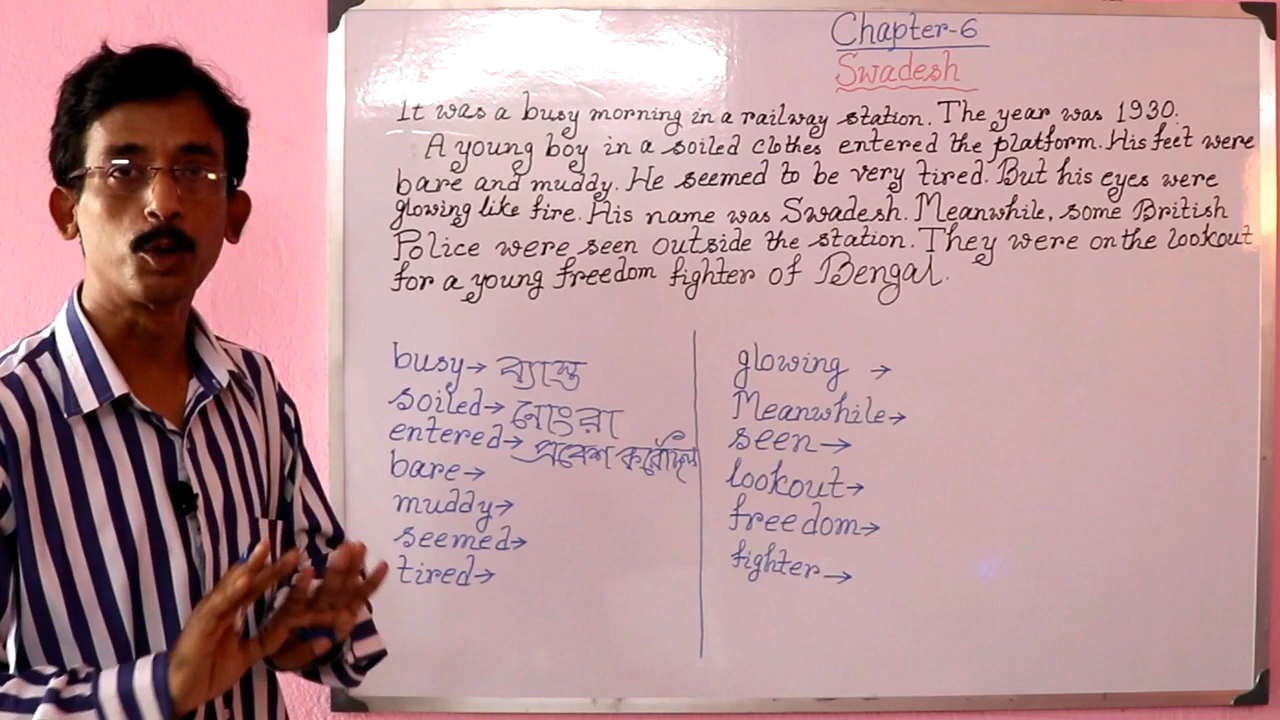 Chapter-6
Swadesh
It was a busy morning in a railway station. The year was 1930.
A young boy in a soiled clothes entered the platform. His feet were
bare and muddy. He seemed to be very tired. But his eyes were
glowing like fire. His name was Swadesh. Meanwhile, some British
Police were seen outside the station. They were on the lookout
for a young freedom fighter of Bengal.
busy→ ব্যাস্ত
soiled→ নোংরা
entered→ প্রবেশ করেছিল
bare→
muddy→
seemed→
tired→
glowing →
Meanwhile→
seen→
lookout→
freedom→
fighter→